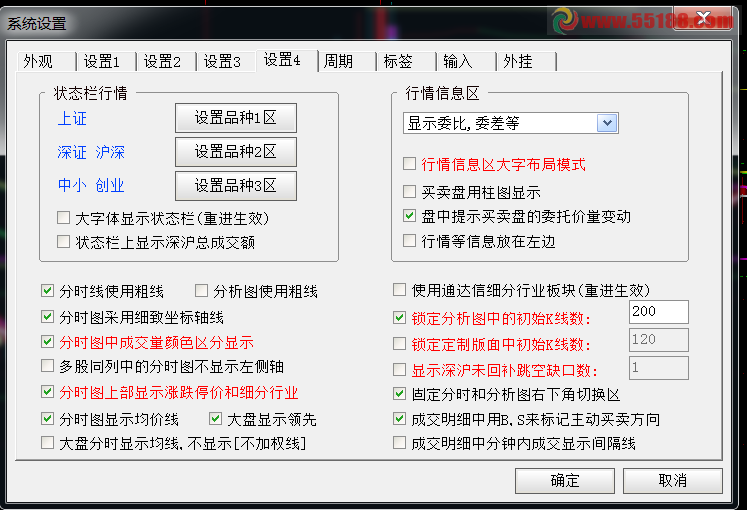 系统设置
www.55188.com
外观 设置1 设置2 设置3 设置4 周期 标签 输入 外挂
状态栏行情
上证 设置品种1区
深证 沪深 设置品种2区
中小 创业 设置品种3区
大字体显示状态栏(重进生效)
状态栏上显示深沪总成交额
行情信息区
显示委比,委差等
行情信息区大字布局模式
买卖盘用柱图显示
盘中提示买卖盘的委托价量变动
行情等信息放在左边
分时线使用粗线 分析图使用粗线
分时图采用细致坐标轴线
分时图中成交量颜色区分显示
多股同列中的分时图不显示左侧轴
分时图上部显示涨跌停价和细分行业
分时图显示均价线 大盘显示领先
大盘分时显示均线,不显示[不加权线]
使用通达信细分行业板块(重进生效)
锁定分析图中的初始K线数: 200
锁定定制版面中初始K线数: 120
显示深沪未回补跳空缺口数: 1
固定分时和分析图右下角切换区
成交明细中用B,S来标记主动买卖方向
成交明细中分钟内成交显示间隔线
确定 取消